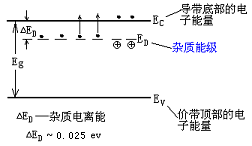 E_C
导带底部的电
子能量
ΔE_D
E_D
杂质能级
E_g
E_V
价带顶部的电
子能量
ΔE_D——杂质电离能
ΔE_D ~ 0.025 ev